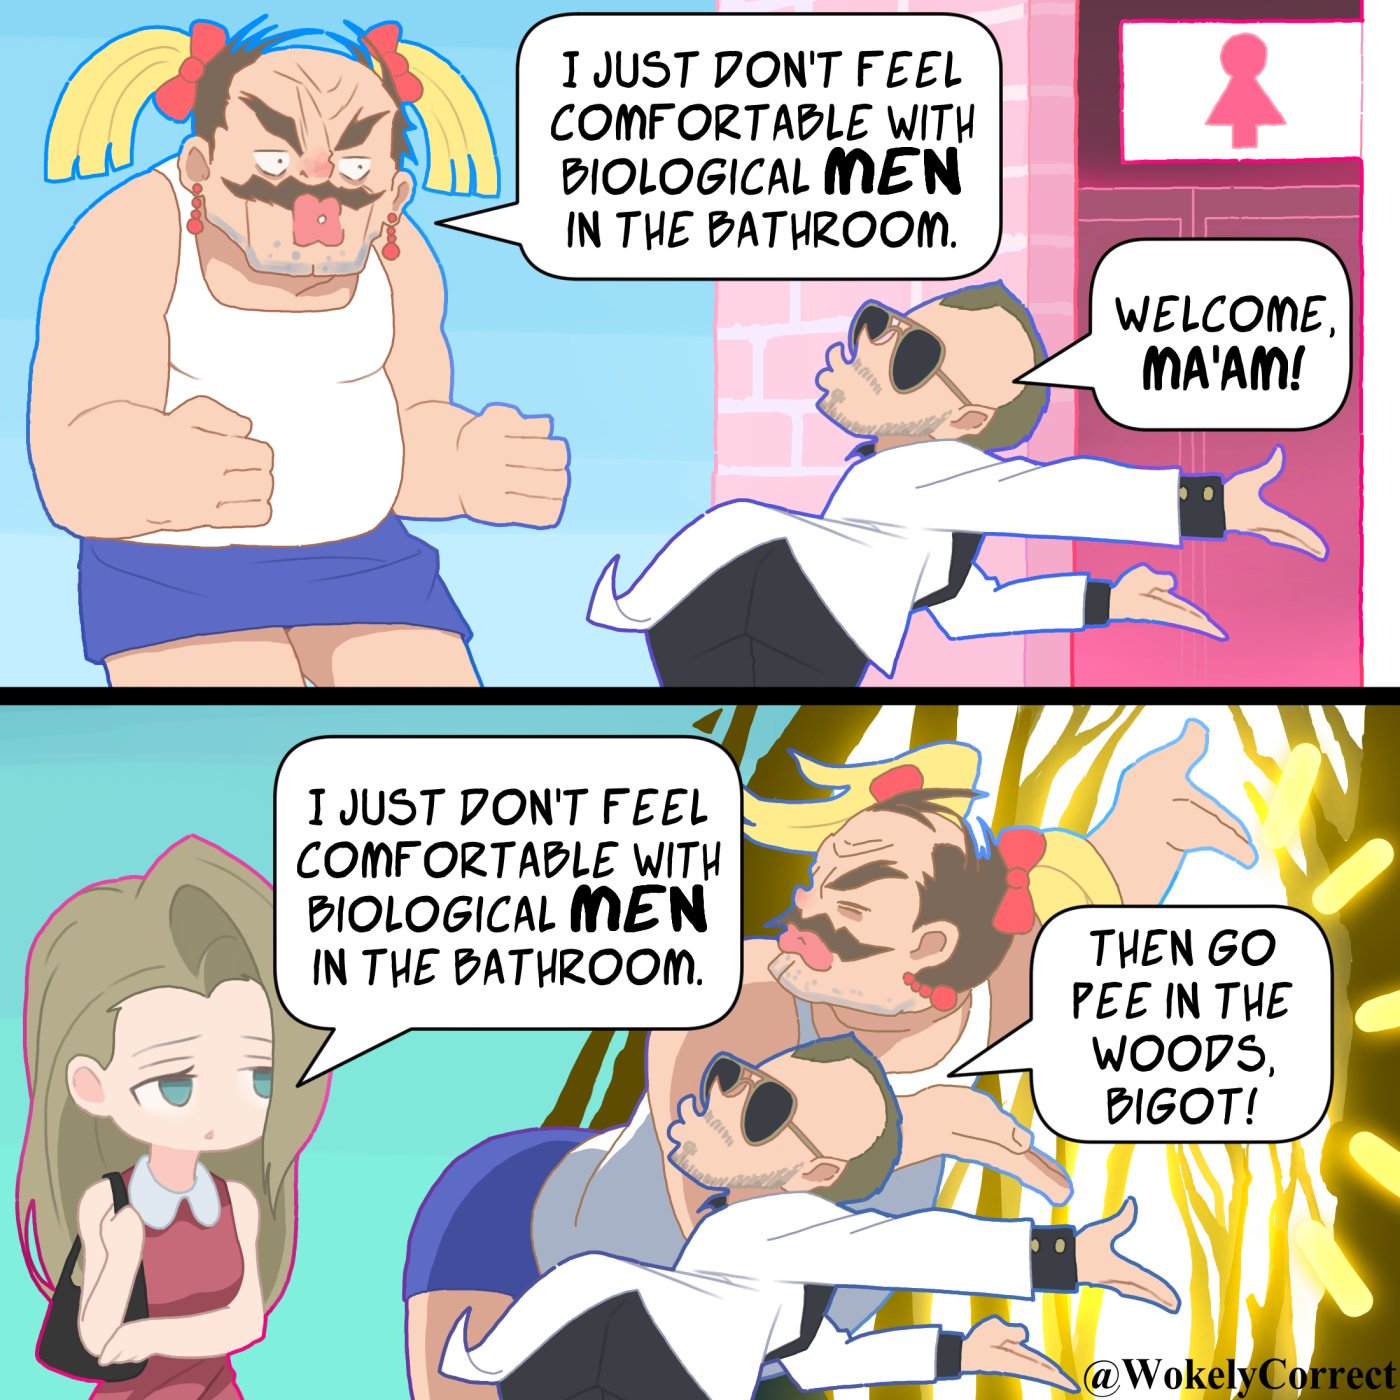 I JUST DON'T FEEL
COMFORTABLE WITH
BIOLOGICAL MEN
IN THE BATHROOM.
WELCOME,
MA'AM!
I JUST DON'T FEEL
COMFORTABLE WITH
BIOLOGICAL MEN
IN THE BATHROOM.
THEN GO
PEE IN THE
WOODS,
BIGOT!
@WokelyCorrect